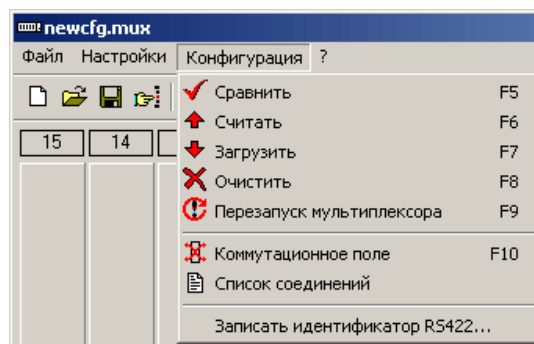 newcfg.mux
Файл Настройки Конфигурация ?
Сравнить F5
Считать F6
15 14
Загрузить F7
Очистить F8
Перезапуск мультиплексора F9
Коммутационное поле F10
Список соединений
Записать идентификатор RS422...